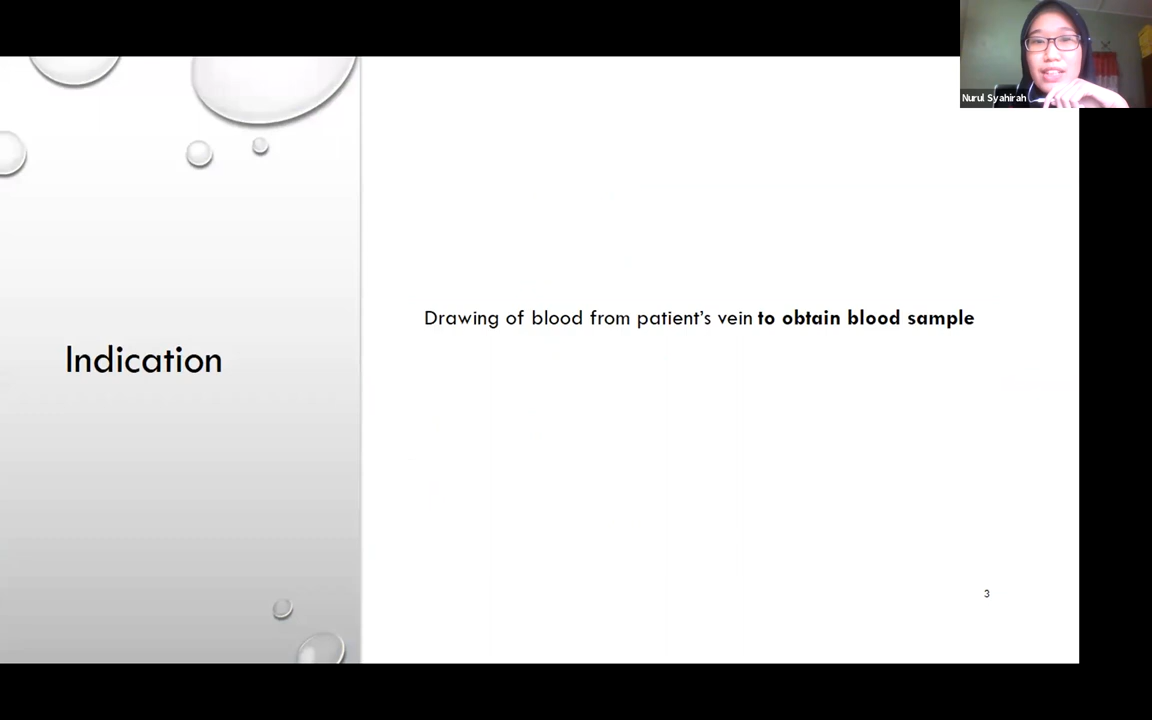 Nurul Syahirah
Drawing of blood from patient's vein to obtain blood sample
Indication
3